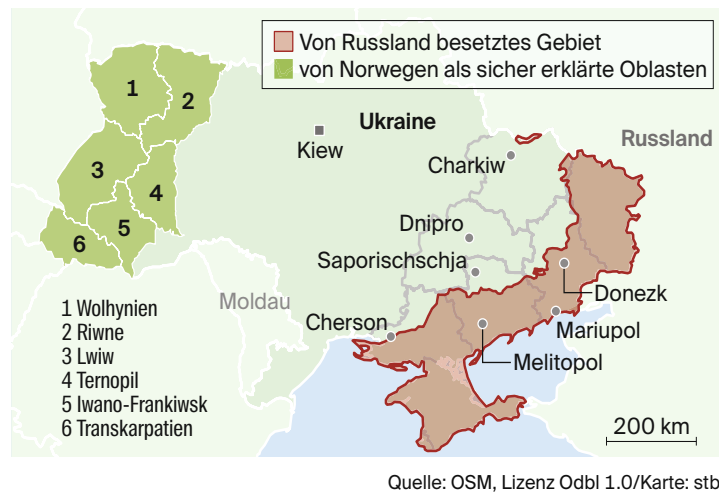 Von Russland besetztes Gebiet
von Norwegen als sicher erklärte Oblasten
1
2
3
4
5
6
Ukraine
Kiew
Russland
Charkiw
Dnipro
Saporischschja
Moldau
Cherson
Donezk
Mariupol
Melitopol
1 Wolhynien
2 Riwne
3 Lwiw
4 Ternopil
5 Iwano-Frankiwsk
6 Transkarpatien
200 km
Quelle: OSM, Lizenz Odbl 1.0/Karte: stb